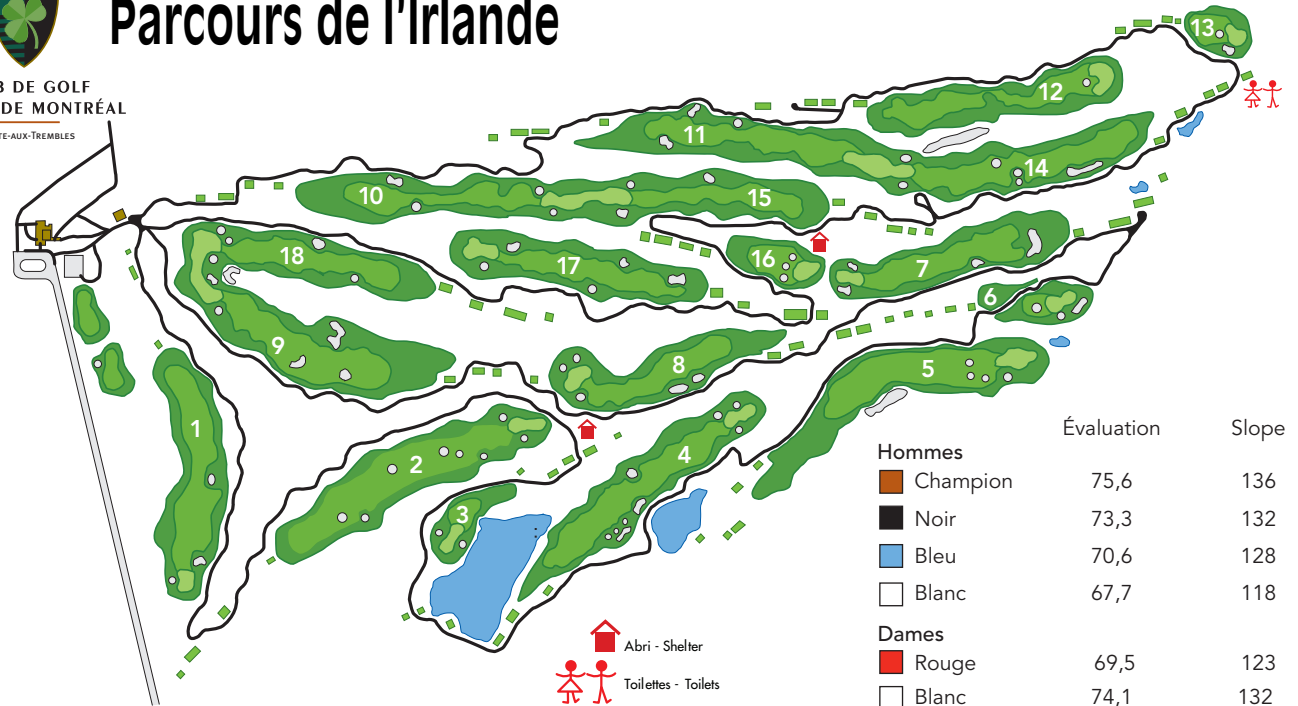 Parcours de l'Irlande
DE GOLF
DE MONTRÉAL
13
12
11
14
10
15
18
17
16
7
6
9
8
5
1
2
4
3
Évaluation Slope
Hommes
Champion 75,6 136
Noir 73,3 132
Bleu 70,6 128
Blanc 67,7 118
Dames
Rouge 69,5 123
Blanc 74,1 132
Abri - Shelter
Toilettes - Toilets